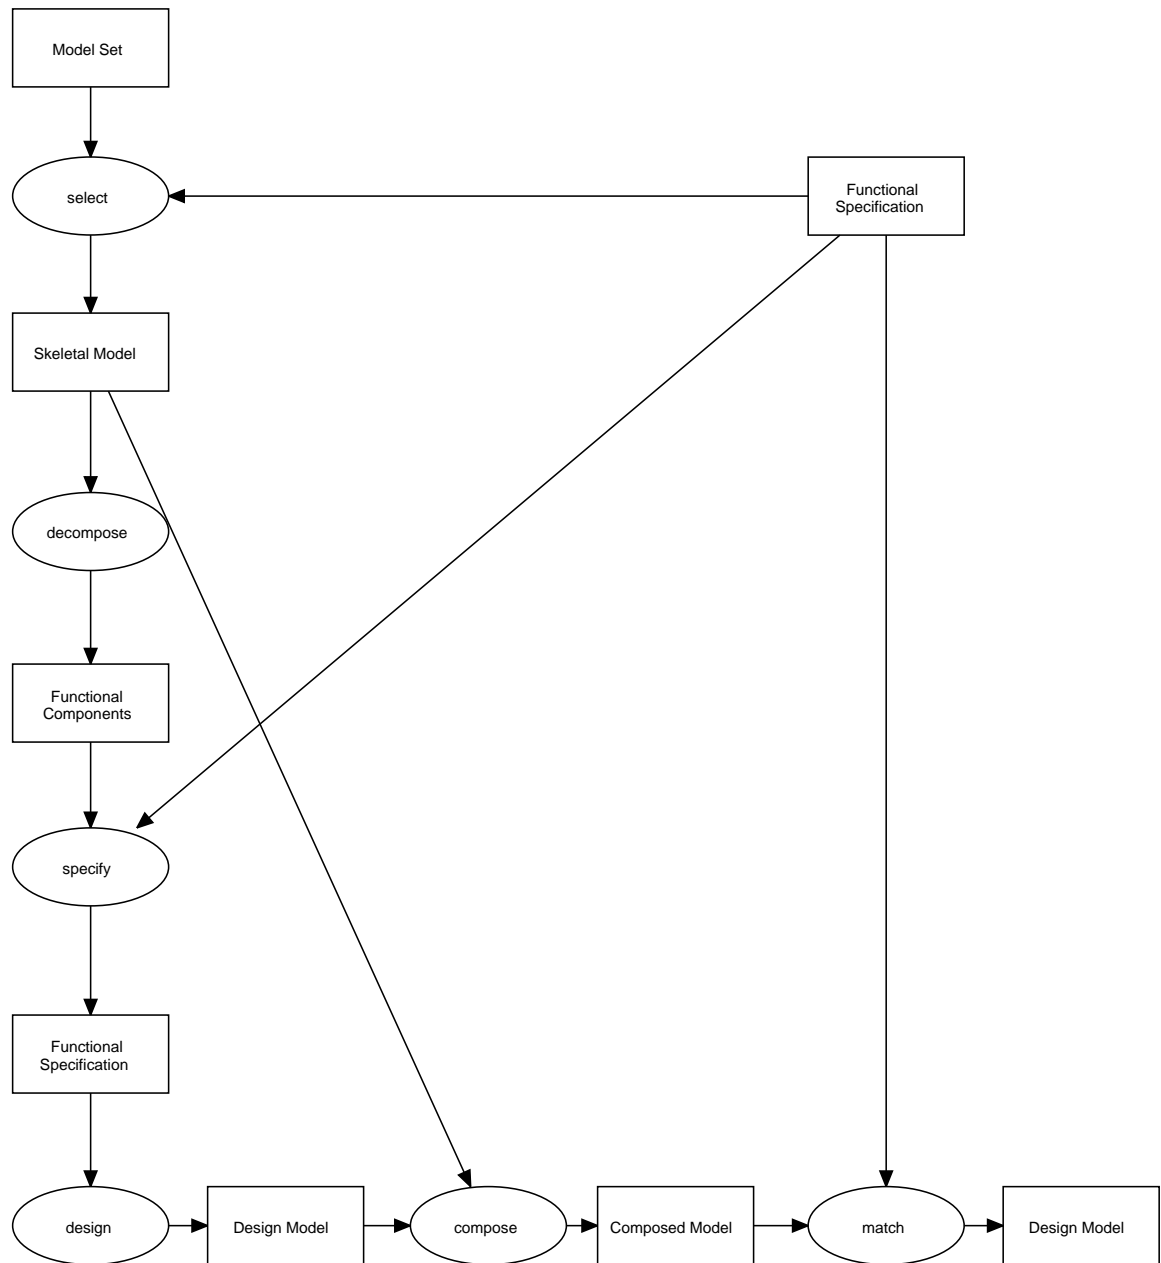 Model Set
select
Functional
Specification
Skeletal Model
decompose
Functional
Components
specify
Functional
Specification
design
Design Model
compose
Composed Model
match
Design Model